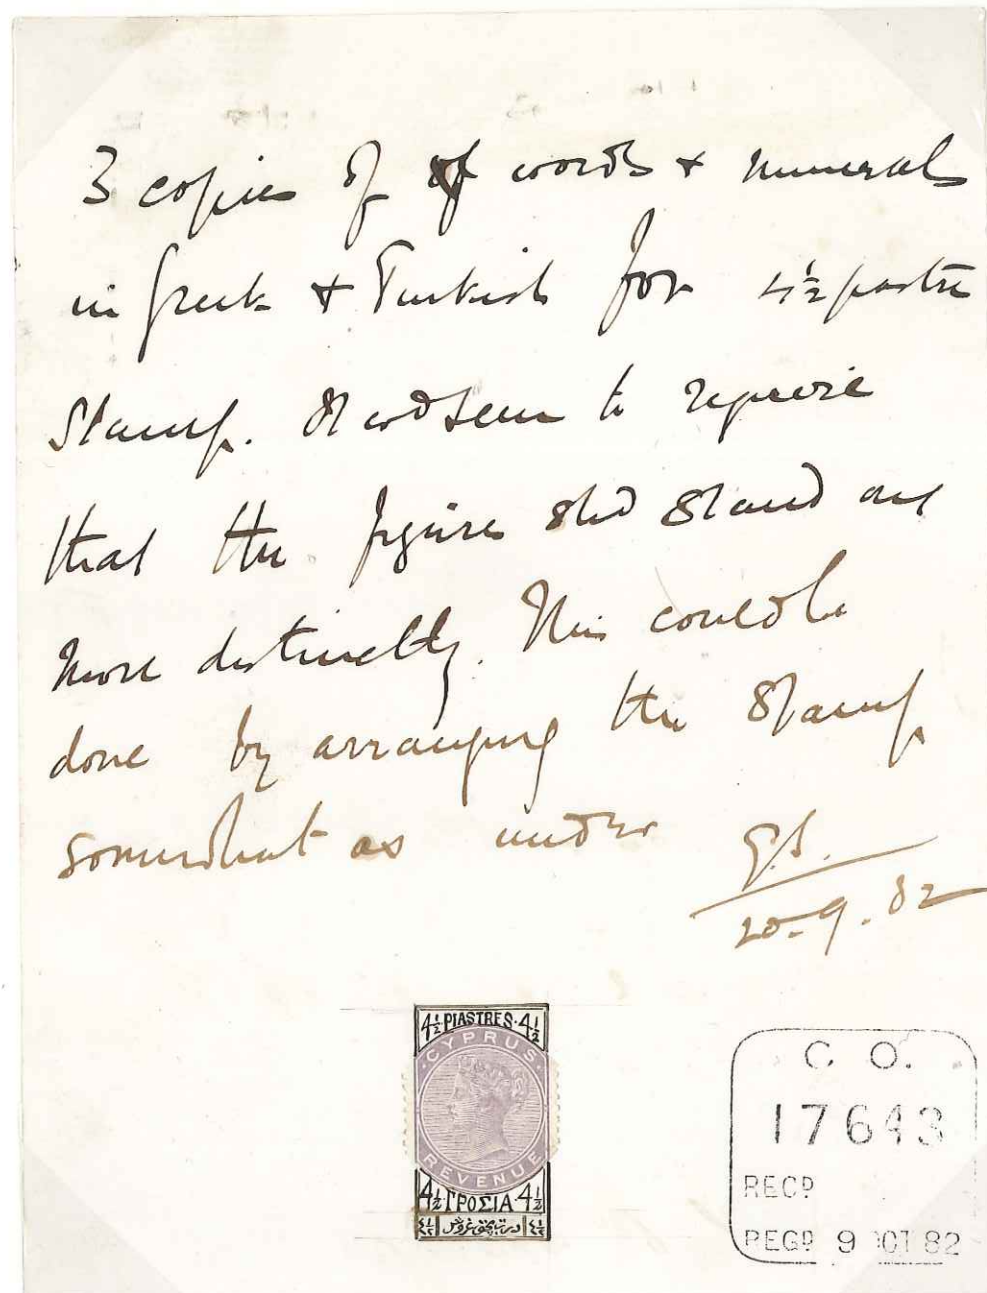 3 copies of of words & numerals
in Greek & Turkish for 4½ piastre
Stamp. It wd seem to require
that the figures shd stand out
more distinctly. This could be
done by arranging the Stamp
somewhat as under
G.S.
20-9-82
4½ PIASTRES · 4½
· CYPRUS ·
REVENUE
4½ ΓΡΟΣΙΑ · 4½
C. O.
17643
RECD
REGD 9 OCT 82